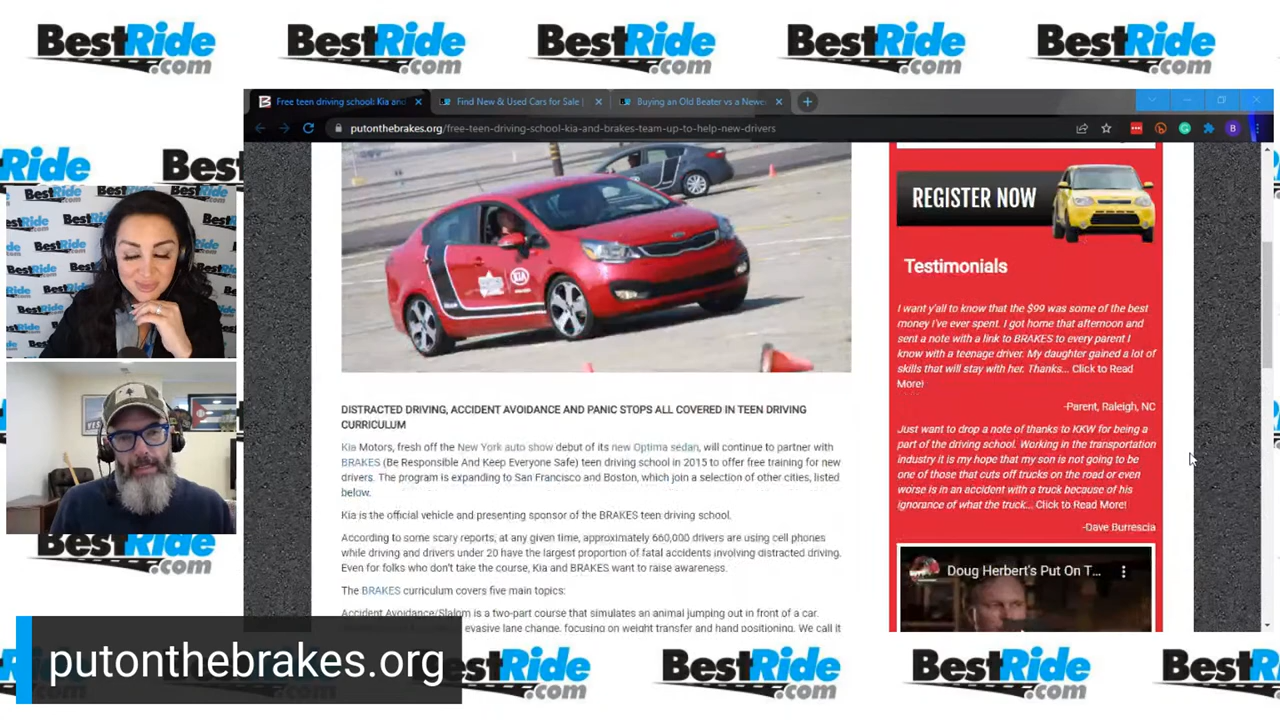 BestRide
.com
BestRide
.com
BestRide
.com
BestRide
.com
BestRide
.com
Free teen driving school: Kia and
Find New & Used Cars for Sale |
Buying an Old Beater vs a Newe
putonthebrakes.org/free-teen-driving-school-kia-and-brakes-team-up-to-help-new-drivers
REGISTER NOW
Testimonials
I want y'all to know that the $99 was some of the best
money I've ever spent. I got home that afternoon and
sent a note with a link to BRAKES to every parent I
know with a teenage driver. My daughter gained a lot of
skills that will stay with her. Thanks... Click to Read
More!
-Parent, Raleigh, NC
Just want to drop a note of thanks to KKW for being a
part of the driving school. Working in the transportation
industry it is my hope that my son is not going to be
one of those that cuts off trucks on the road or even
worse is in an accident with a truck because of his
ignorance of what the truck... Click to Read More!
-Dave Burrescia
Doug Herbert's Put On T...
KIA
DISTRACTED DRIVING, ACCIDENT AVOIDANCE AND PANIC STOPS ALL COVERED IN TEEN DRIVING
CURRICULUM
Kia Motors, fresh off the New York auto show debut of its new Optima sedan, will continue to partner with
BRAKES (Be Responsible And Keep Everyone Safe) teen driving school in 2015 to offer free training for new
drivers. The program is expanding to San Francisco and Boston, which join a selection of other cities, listed
below.
Kia is the official vehicle and presenting sponsor of the BRAKES teen driving school.
According to some scary reports, at any given time, approximately 660,000 drivers are using cell phones
while driving and drivers under 20 have the largest proportion of fatal accidents involving distracted driving.
Even for folks who don't take the course, Kia and BRAKES want to raise awareness.
The BRAKES curriculum covers five main topics:
Accident Avoidance/Slalom is a two-part course that simulates an animal jumping out in front of a car.
evasive lane change, focusing on weight transfer and hand positioning. We call it
putonthebrakes.org
BestRide
.com
BestRide
.com
BestRide
.com